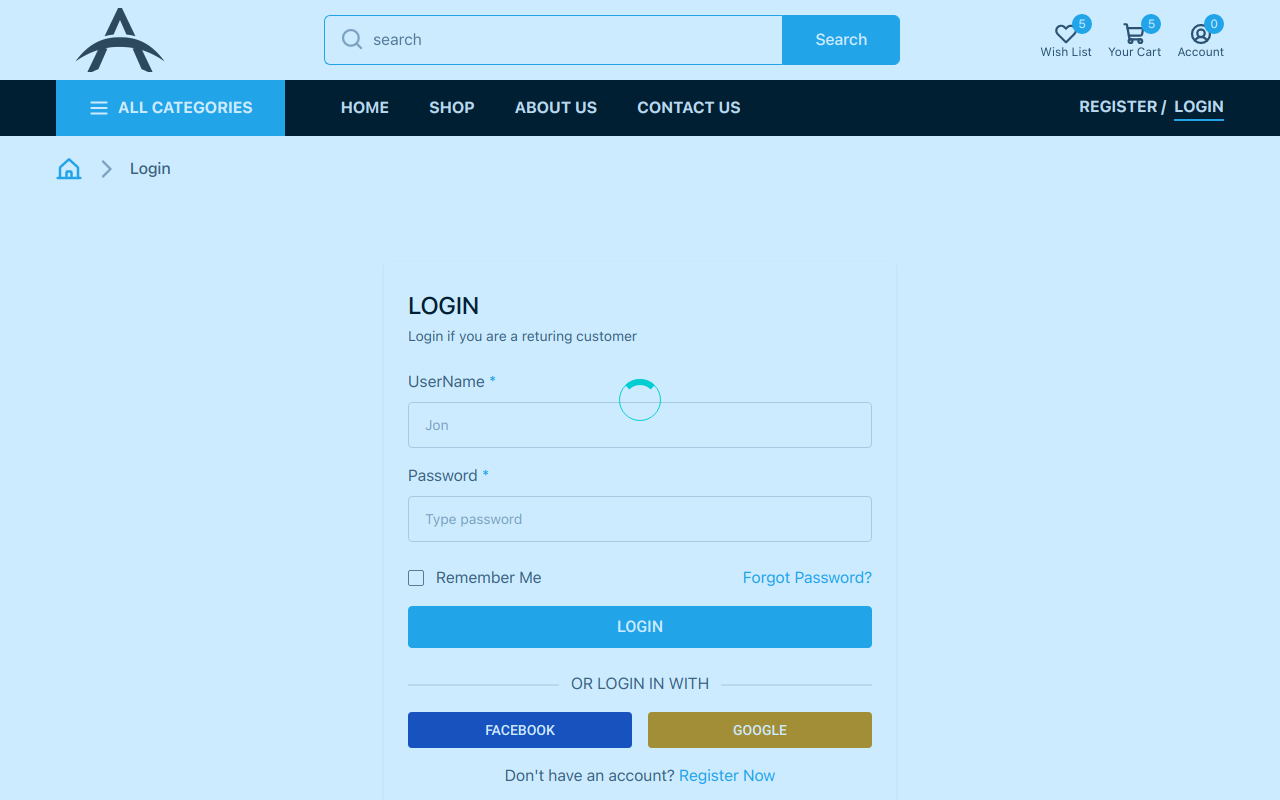 search
Search
5
Wish List
5
Your Cart
0
Account
ALL CATEGORIES
HOME
SHOP
ABOUT US
CONTACT US
REGISTER / LOGIN
Login
LOGIN
Login if you are a returing customer
UserName *
Jon
Password *
Type password
Remember Me
Forgot Password?
LOGIN
OR LOGIN IN WITH
FACEBOOK
GOOGLE
Don't have an account? Register Now